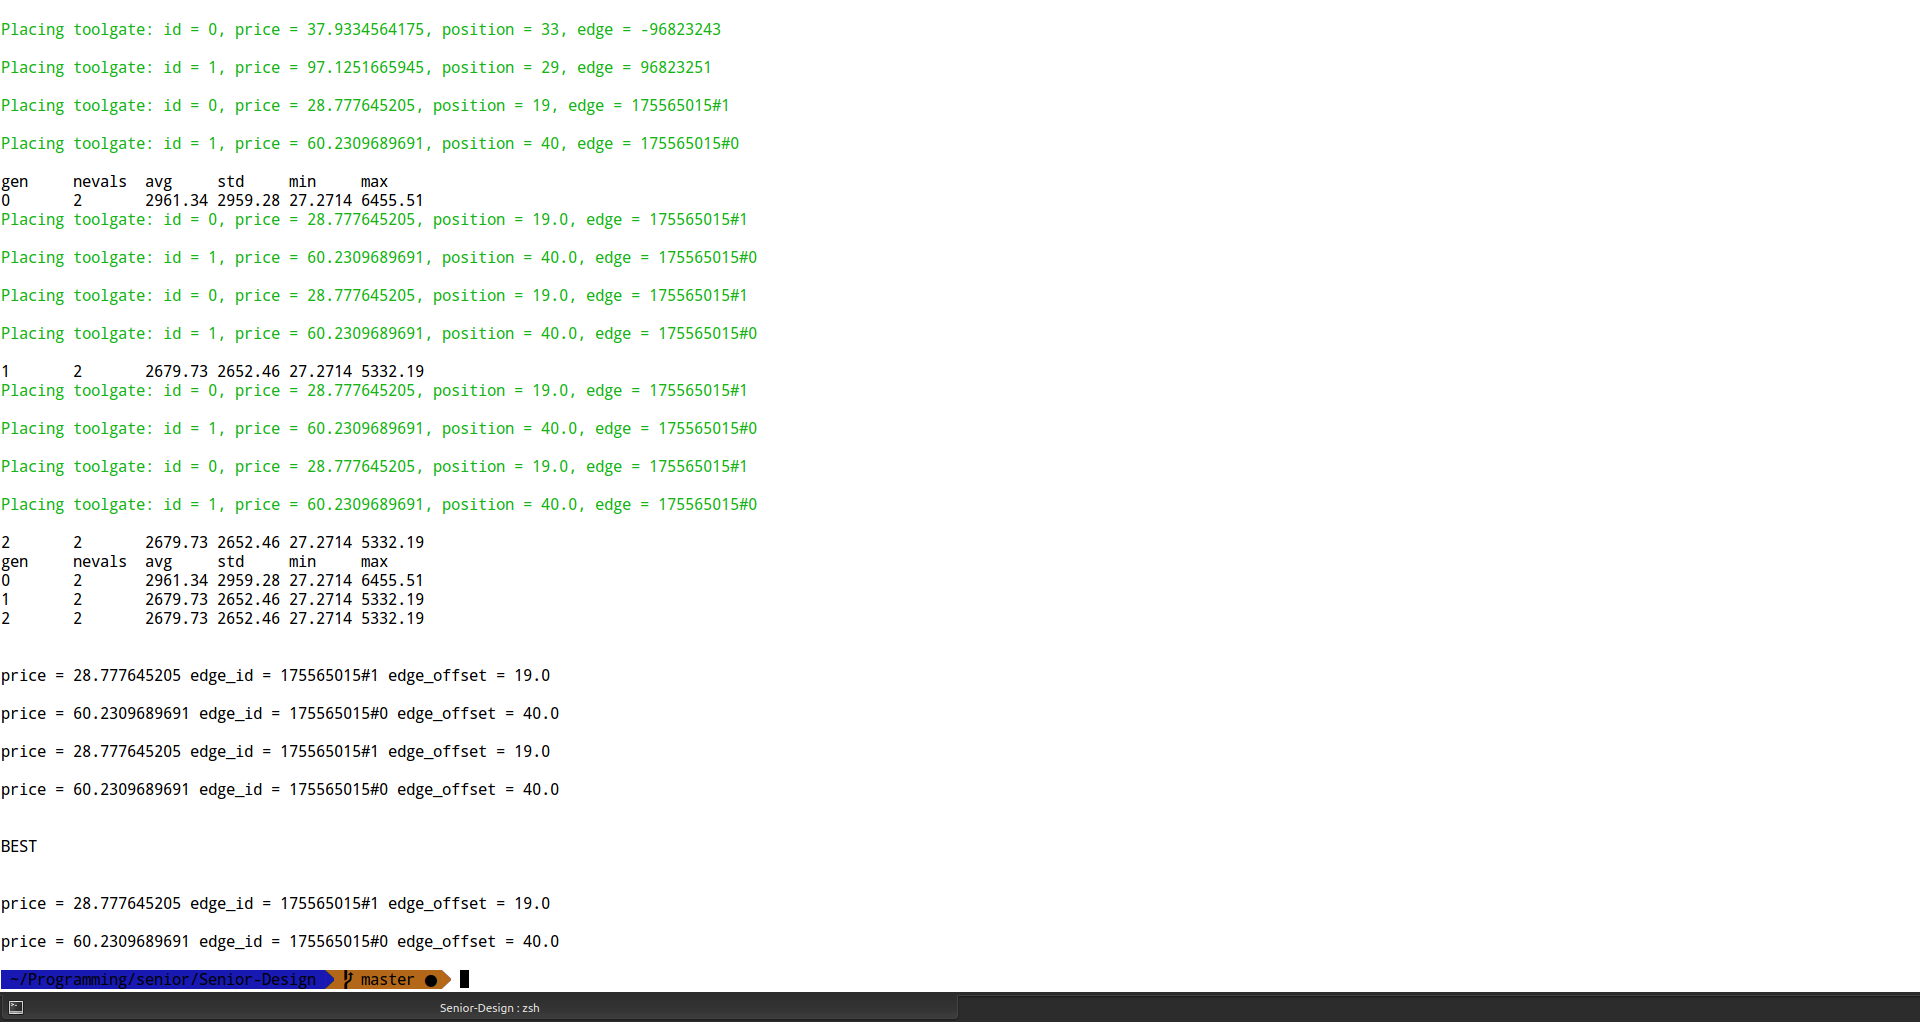 Placing toolgate: id = 0, price = 37.9334564175, position = 33, edge = -96823243
Placing toolgate: id = 1, price = 97.1251665945, position = 29, edge = 96823251
Placing toolgate: id = 0, price = 28.777645205, position = 19, edge = 175565015#1
Placing toolgate: id = 1, price = 60.2309689691, position = 40, edge = 175565015#0
gen nevals avg std min max
0 2 2961.34 2959.28 27.2714 6455.51
Placing toolgate: id = 0, price = 28.777645205, position = 19.0, edge = 175565015#1
Placing toolgate: id = 1, price = 60.2309689691, position = 40.0, edge = 175565015#0
Placing toolgate: id = 0, price = 28.777645205, position = 19.0, edge = 175565015#1
Placing toolgate: id = 1, price = 60.2309689691, position = 40.0, edge = 175565015#0
1 2 2679.73 2652.46 27.2714 5332.19
Placing toolgate: id = 0, price = 28.777645205, position = 19.0, edge = 175565015#1
Placing toolgate: id = 1, price = 60.2309689691, position = 40.0, edge = 175565015#0
Placing toolgate: id = 0, price = 28.777645205, position = 19.0, edge = 175565015#1
Placing toolgate: id = 1, price = 60.2309689691, position = 40.0, edge = 175565015#0
2 2 2679.73 2652.46 27.2714 5332.19
gen nevals avg std min max
0 2 2961.34 2959.28 27.2714 6455.51
1 2 2679.73 2652.46 27.2714 5332.19
2 2 2679.73 2652.46 27.2714 5332.19
price = 28.777645205 edge_id = 175565015#1 edge_offset = 19.0
price = 60.2309689691 edge_id = 175565015#0 edge_offset = 40.0
price = 28.777645205 edge_id = 175565015#1 edge_offset = 19.0
price = 60.2309689691 edge_id = 175565015#0 edge_offset = 40.0
BEST
price = 28.777645205 edge_id = 175565015#1 edge_offset = 19.0
price = 60.2309689691 edge_id = 175565015#0 edge_offset = 40.0
~/Programming/senior/Senior-Design master ●
Senior-Design : zsh